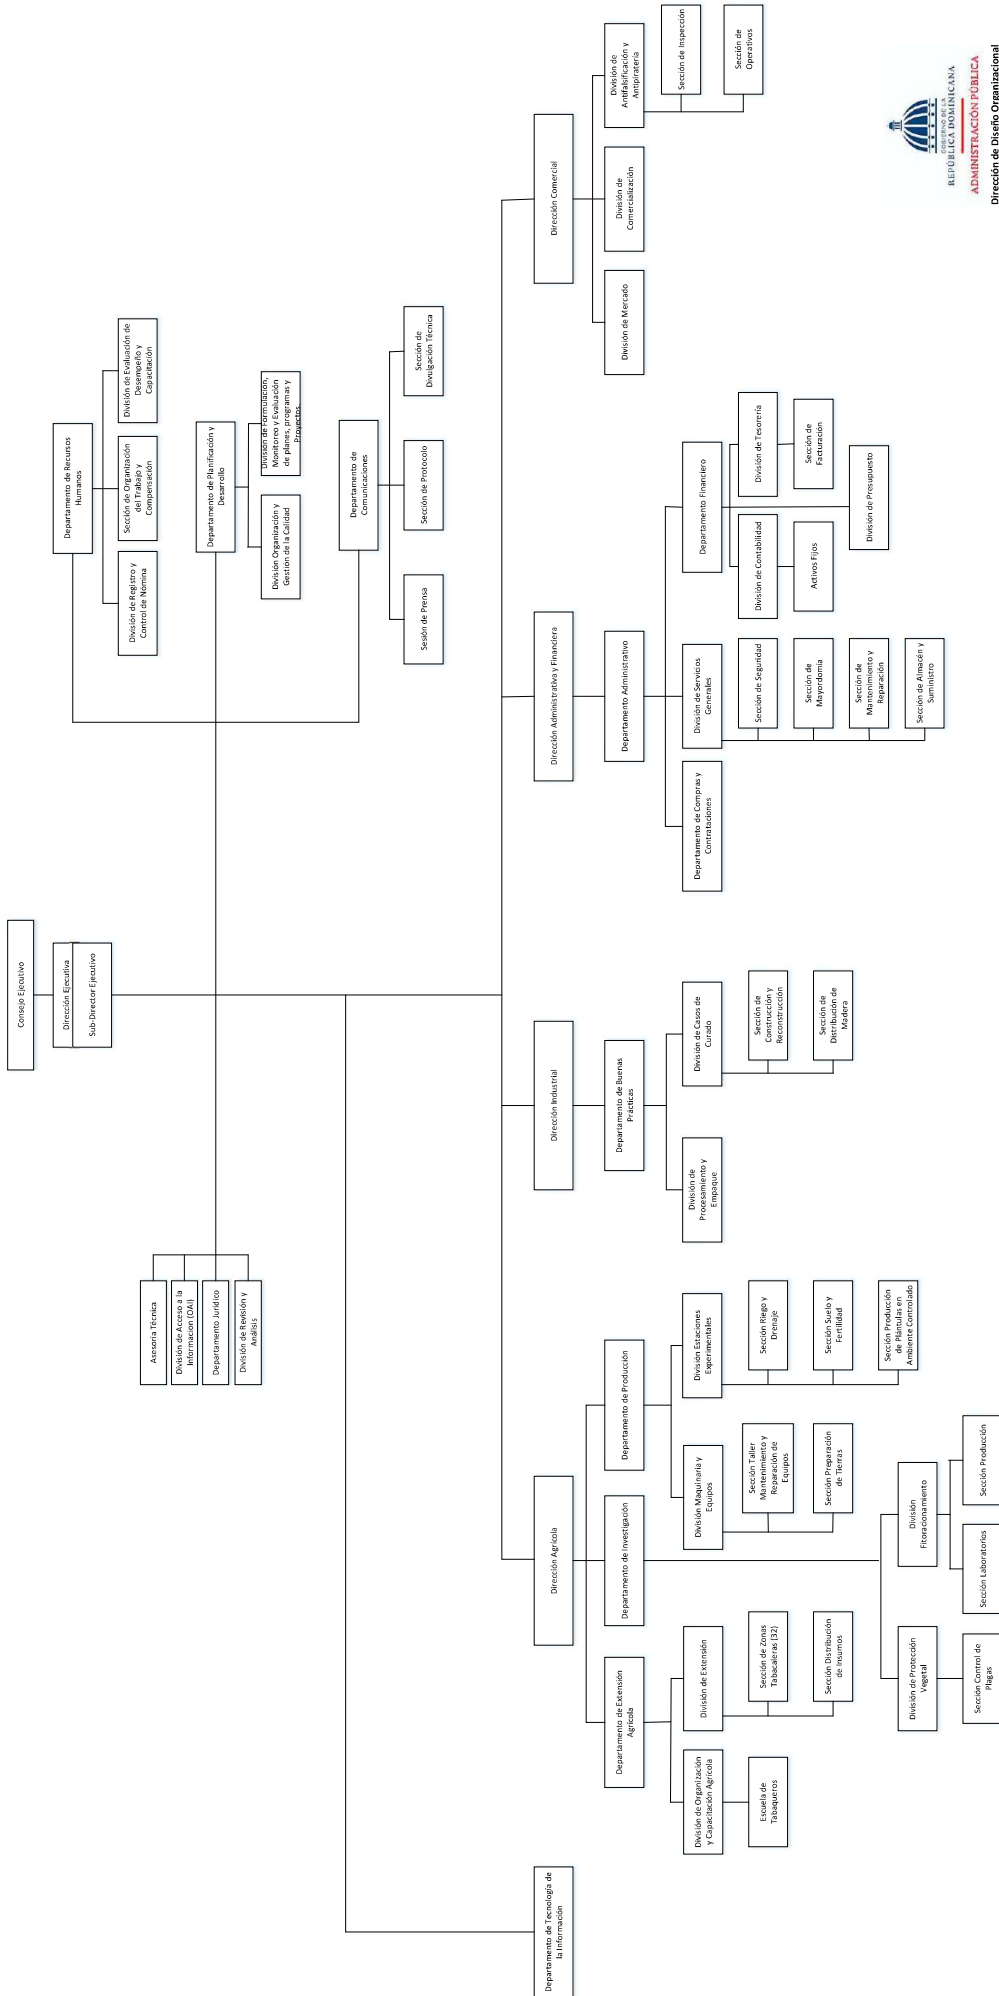 Consejo Ejecutivo
Dirección Ejecutiva
Sub-Director Ejecutivo
Asesoría Técnica
División de Acceso a la
Informacion (OAI)
Departamento Jurídico
División de Revisión y
Análisis
Departamento de Recursos
Humanos
División de Registro y
Control de Nómina
Sección de Organización
del Trabajo y
Compensación
División de Evaluación de
Desempeño y
Capacitación
Departamento de Planificación y
Desarrollo
División Organización y
Gestión de la Calidad
División de Formulación,
Monitoreo y Evaluación
de planes, programas y
Proyectos.
Departamento de
Comunicaciones
Sesión de Prensa
Sección de Protocolo
Sección de
Divulgación Técnica
Departamento de Tecnología de
la Información
Dirección Agrícola
Departamento de Extensión
Agrícola
División de Organización
y Capacitación Agrícola
Escuela de
Tabaqueros
División de Extensión
Sección de Zonas
Tabacaleras (32)
Sección Distribución
de Insumos
Departamento de Investigación
División de Protección
Vegetal
Sección Control de
Plagas
División
Fitoracionamiento
Sección Laboratorios
Sección Producción
Departamento de Producción
División Maquinaria y
Equipos
Sección Taller
Mantenimiento y
Reparación de
Equipos
Sección Preparación
de Tierras
División Estaciones
Experimentales
Sección Riego y
Drenaje
Sección Suelo y
Fertilidad
Sección Producción
de Plántulas en
Ambiente Controlado
Dirección Industrial
Departamento de Buenas
Prácticas
División de
Procesamiento y
Empaque
División de Casos de
Curado
Sección de
Construcción y
Reconstrucción
Sección de
Distribución de
Madera
Dirección Administrativa y Financiera
Departamento Administrativo
Departamento de Compras y
Contrataciones
División de Servicios
Generales
Sección de Seguridad
Sección de
Mayordomía
Sección de
Mantenimiento y
Reparación
Sección de Almacén y
Suministro
Departamento Financiero
División de Contabilidad
Activos Fijos
División de Tesorería
Sección de
Facturación
División de Presupuesto
Dirección Comercial
División de Mercado
División de
Comercialización
División de
Antifalsificación y
Antipiratería
Sección de Inspección
Sección de
Operativos
GOBIERNO DE LA
REPÚBLICA DOMINICANA
ADMINISTRACIÓN PÚBLICA
Dirección de Diseño Organizacional